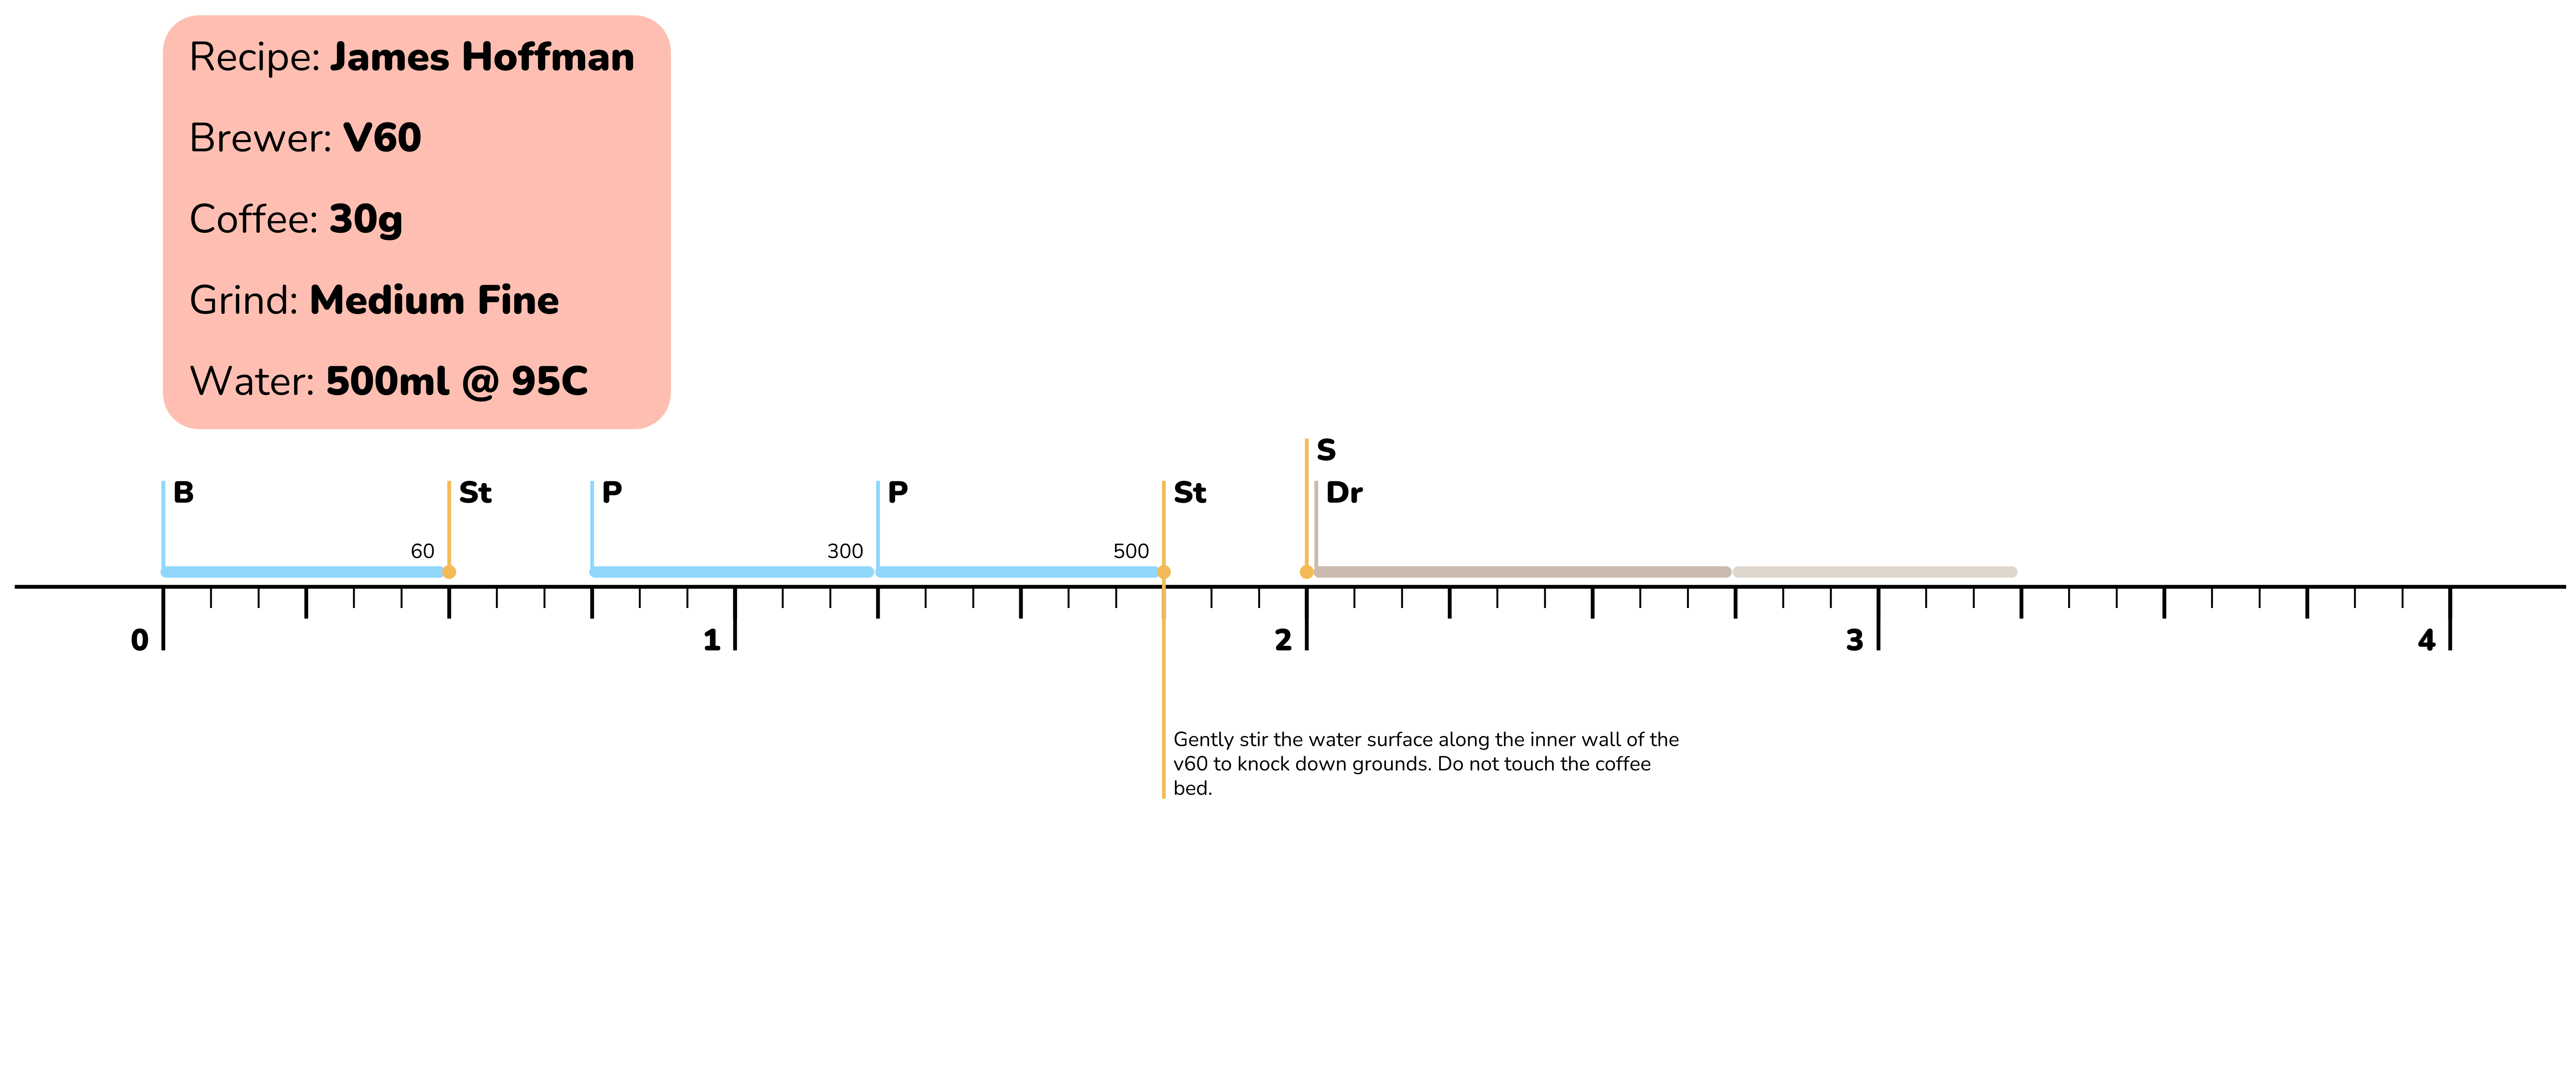 Recipe: James Hoffman
Brewer: V60
Coffee: 30g
Grind: Medium Fine
Water: 500ml @ 95C
S
B
St
P
P
St
Dr
60
300
500
0
1
2
3
4
Gently stir the water surface along the inner wall of the
v60 to knock down grounds. Do not touch the coffee
bed.